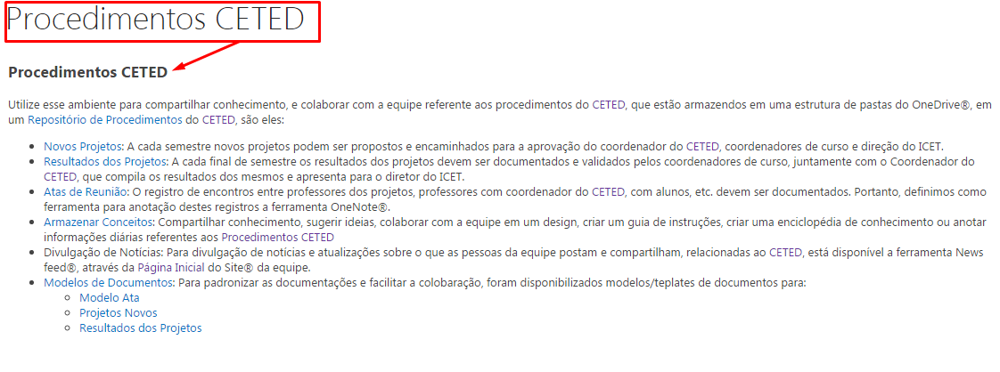 Procedimentos CETED
Procedimentos CETED
Utilize esse ambiente para compartilhar conhecimento, e colaborar com a equipe referente aos procedimentos do CETED, que estão armazendos em uma estrutura de pastas do OneDrive®, em
um Repositório de Procedimentos do CETED, são eles:
• Novos Projetos: A cada semestre novos projetos podem ser propostos e encaminhados para a aprovação do coordenador do CETED, coordenadores de curso e direção do ICET.
• Resultados dos Projetos: A cada final de semestre os resultados dos projetos devem ser documentados e validados pelos coordenadores de curso, juntamente com o Coordenador do
CETED, que compila os resultados dos mesmos e apresenta para o diretor do ICET.
• Atas de Reunião: O registro de encontros entre professores dos projetos, professores com coordenador do CETED, com alunos, etc. devem ser documentados. Portanto, definimos como
ferramenta para anotação destes registros a ferramenta OneNote®.
• Armazenar Conceitos: Compartilhar conhecimento, sugerir ideias, colaborar com a equipe em um design, criar um guia de instruções, criar uma enciclopédia de conhecimento ou anotar
informações diárias referentes aos Procedimentos CETED
• Divulgação de Notícias: Para divulgação de notícias e atualizações sobre o que as pessoas da equipe postam e compartilham, relacionadas ao CETED, está disponível a ferramenta News
feed®, através da Página Inicial do Site® da equipe.
• Modelos de Documentos: Para padronizar as documentações e facilitar a colobaração, foram disponibilizados modelos/teplates de documentos para:
◦ Modelo Ata
◦ Projetos Novos
◦ Resultados dos Projetos